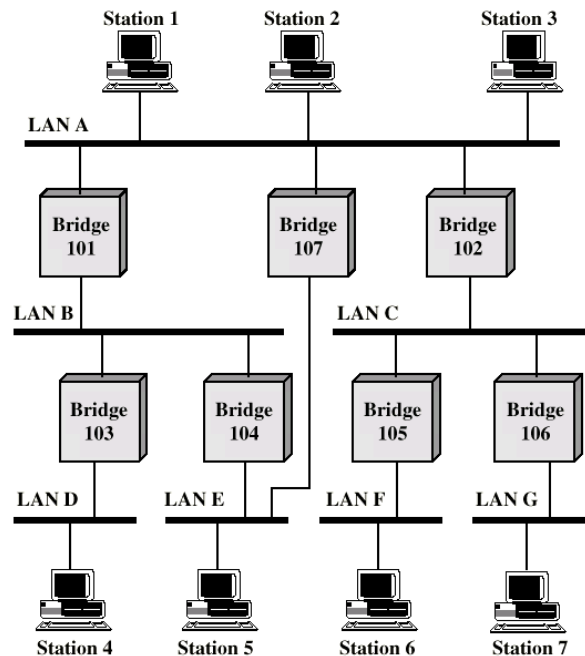 Station 1
Station 2
Station 3
LAN A
Bridge
101
Bridge
107
Bridge
102
LAN B
LAN C
Bridge
103
Bridge
104
Bridge
105
Bridge
106
LAN D
LAN E
LAN F
LAN G
Station 4
Station 5
Station 6
Station 7